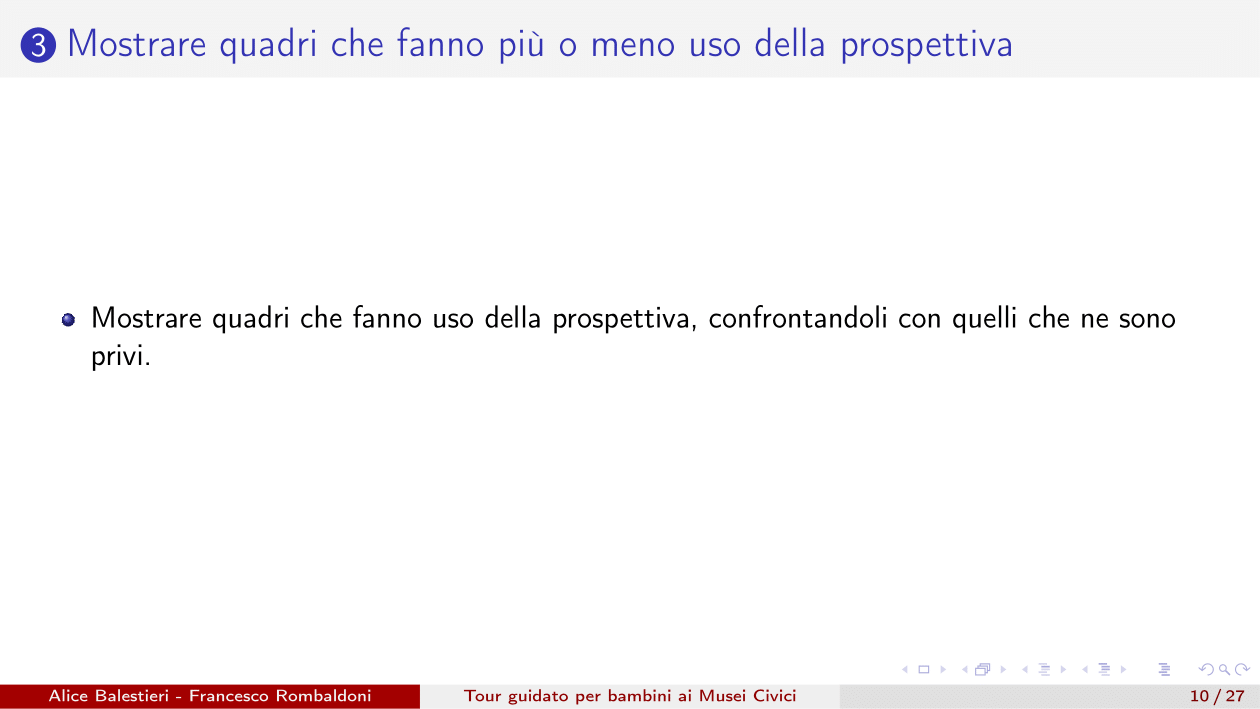 3 Mostrare quadri che fanno più o meno uso della prospettiva
Mostrare quadri che fanno uso della prospettiva, confrontandoli con quelli che ne sono
privi.
Alice Balestieri - Francesco Rombaldoni
Tour guidato per bambini ai Musei Civici
10 / 27